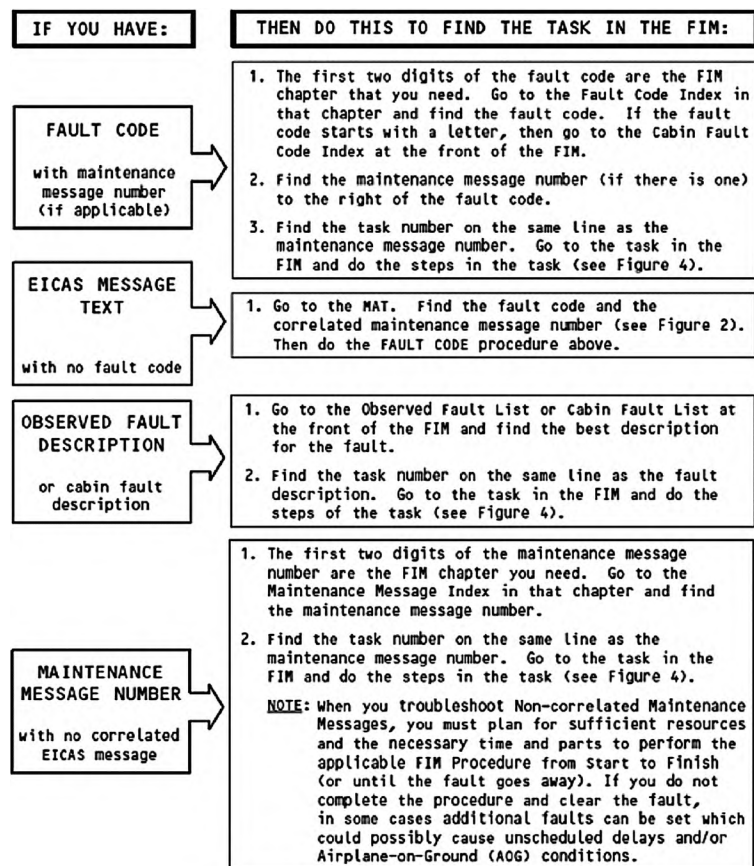 IF YOU HAVE:
THEN DO THIS TO FIND THE TASK IN THE FIM:
FAULT CODE
with maintenance
message number
(if applicable)
1. The first two digits of the fault code are the FIM
chapter that you need. Go to the Fault Code Index in
that chapter and find the fault code. If the fault
code starts with a letter, then go to the Cabin Fault
Code Index at the front of the FIM.
2. Find the maintenance message number (if there is one)
to the right of the fault code.
3. Find the task number on the same line as the
maintenance message number. Go to the task in the
FIM and do the steps in the task (see Figure 4).
EICAS MESSAGE
TEXT
with no fault code
1. Go to the MAT. Find the fault code and the
correlated maintenance message number (see Figure 2).
Then do the FAULT CODE procedure above.
OBSERVED FAULT
DESCRIPTION
or cabin fault
description
1. Go to the Observed Fault List or Cabin Fault List at
the front of the FIM and find the best description
for the fault.
2. Find the task number on the same line as the fault
description. Go to the task in the FIM and do the
steps of the task (see Figure 4).
MAINTENANCE
MESSAGE NUMBER
with no correlated
EICAS message
1. The first two digits of the maintenance message
number are the FIM chapter you need. Go to the
Maintenance Message Index in that chapter and find
the maintenance message number.
2. Find the task number on the same line as the
maintenance message number. Go to the task in the
FIM and do the steps in the task (see Figure 4).
NOTE: When you troubleshoot Non-correlated Maintenance
Messages, you must plan for sufficient resources
and the necessary time and parts to perform the
applicable FIM Procedure from Start to Finish
(or until the fault goes away). If you do not
complete the procedure and clear the fault,
in some cases additional faults can be set which
could possibly cause unscheduled delays and/or
Airplane-on-Ground (AOG) conditions.